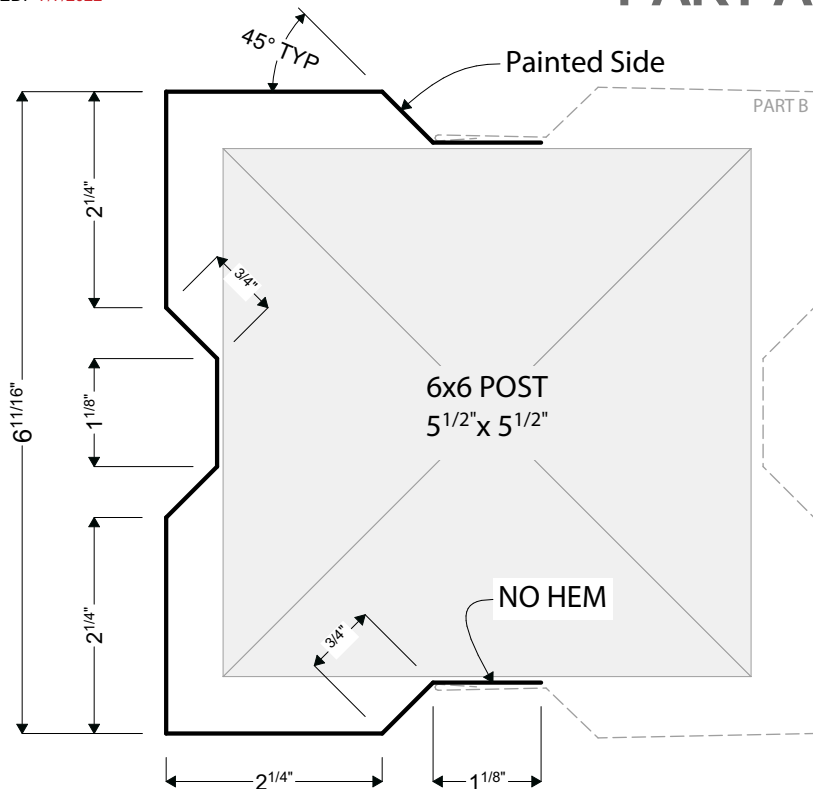 PART A
45° TYP
Painted Side
PART B
2 1/4"
3/4"
6 11/16"
1 1/8"
6x6 POST
5 1/2" x 5 1/2"
2 1/4"
3/4"
NO HEM
2 1/4"
1 1/8"